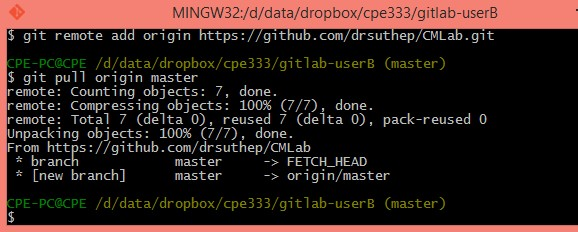 MINGW32:/d/data/dropbox/cpe333/gitlab-userB
$ git remote add origin https://github.com/drsuthep/CMLab.git
CPE-PC@CPE /d/data/dropbox/cpe333/gitlab-userB (master)
$ git pull origin master
remote: Counting objects: 7, done.
remote: Compressing objects: 100% (7/7), done.
remote: Total 7 (delta 0), reused 7 (delta 0), pack-reused 0
Unpacking objects: 100% (7/7), done.
From https://github.com/drsuthep/CMLab
 * branch            master     -> FETCH_HEAD
 * [new branch]      master     -> origin/master
CPE-PC@CPE /d/data/dropbox/cpe333/gitlab-userB (master)
$